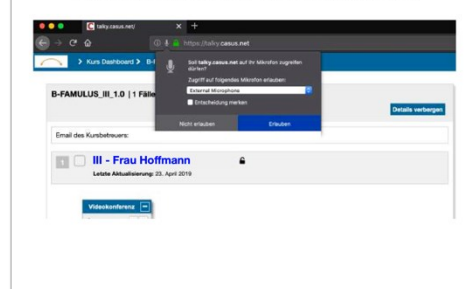 talky.casus.net/
https://talky.casus.net
Kurs Dashboard
Soll talky.casus.net auf Ihr Mikrofon zugreifen
dürfen?
Zugriff auf folgendes Mikrofon erlauben:
External Microphone
Entscheidung merken
Nicht erlauben
Erlauben
B-FAMULUS_III_1.0 | 1 Fälle
Details verbergen
Email des Kursbetreuers:
1
III - Frau Hoffmann
Letzte Aktualisierung: 23. April 2019
Videokonferenz